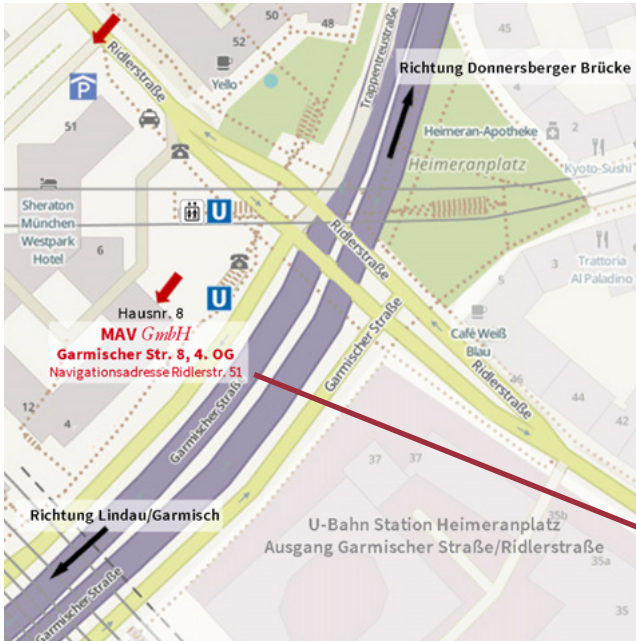 50
48
52
Ridlerstraße
Yello
Trappentreustraße
Richtung Donnersberger Brücke
45
4
P
51
Heimeran-Apotheke
2
Heimeranplatz
Kyoto-Sushi
Sheraton
München
Westpark
Hotel
U
6
Ridlerstraße
3
Trattoria
Al Paladino
5
U
Hausnr. 8
MAV GmbH
Garmischer Str. 8, 4. OG
Navigationsadresse Ridlerstr. 51
Garmischer Straße
Café Weiß
Blau
Ridlerstraße
46
44
42
12
4
Garmischer Straße
37
37
Richtung Lindau/Garmisch
U-Bahn Station Heimeranplatz
Ausgang Garmischer Straße/Ridlerstraße
35b
35a
35
Garmischer Straße